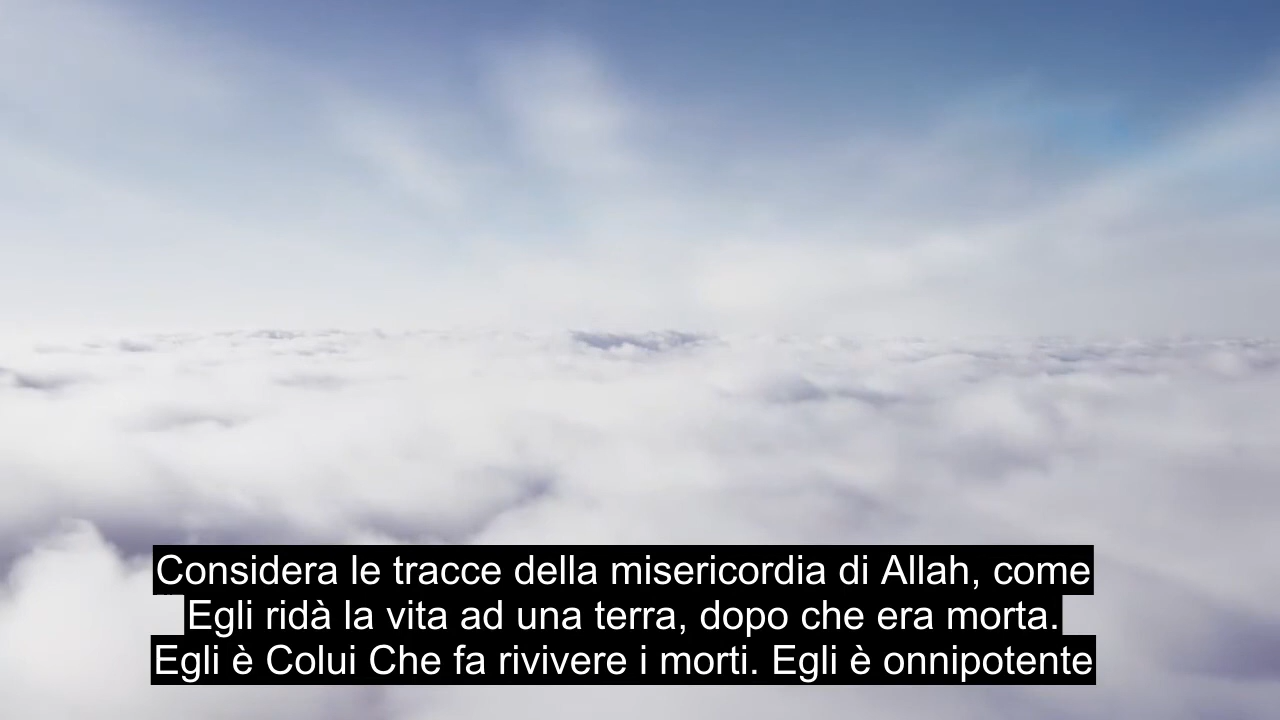 Considera le tracce della misericordia di Allah, come
Egli ridà la vita ad una terra, dopo che era morta.
Egli è Colui Che fa rivivere i morti. Egli è onnipotente